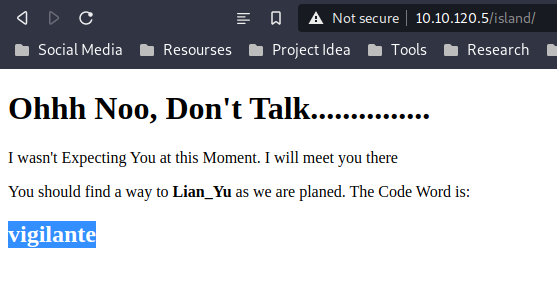 Not secure 10.10.120.5/island/
Social Media Resourses Project Idea Tools Research
Ohhh Noo, Don't Talk...............
I wasn't Expecting You at this Moment. I will meet you there
You should find a way to Lian_Yu as we are planed. The Code Word is:
vigilante